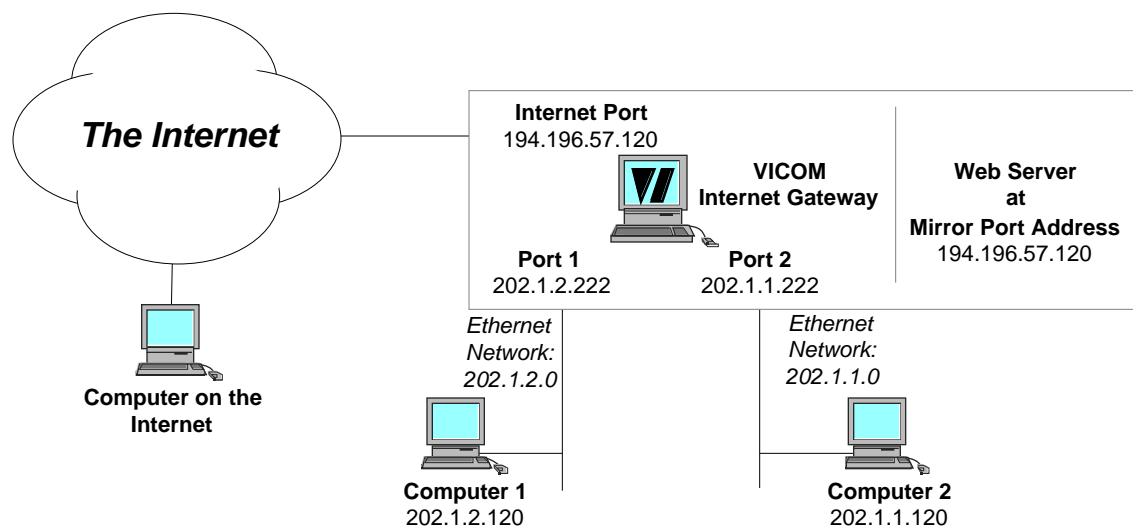 The Internet
Internet Port
194.196.57.120
VICOM
Internet Gateway
Web Server
at
Mirror Port Address
194.196.57.120
Port 1
202.1.2.222
Port 2
202.1.1.222
Ethernet
Network:
202.1.2.0
Ethernet
Network:
202.1.1.0
Computer on the
Internet
Computer 1
202.1.2.120
Computer 2
202.1.1.120